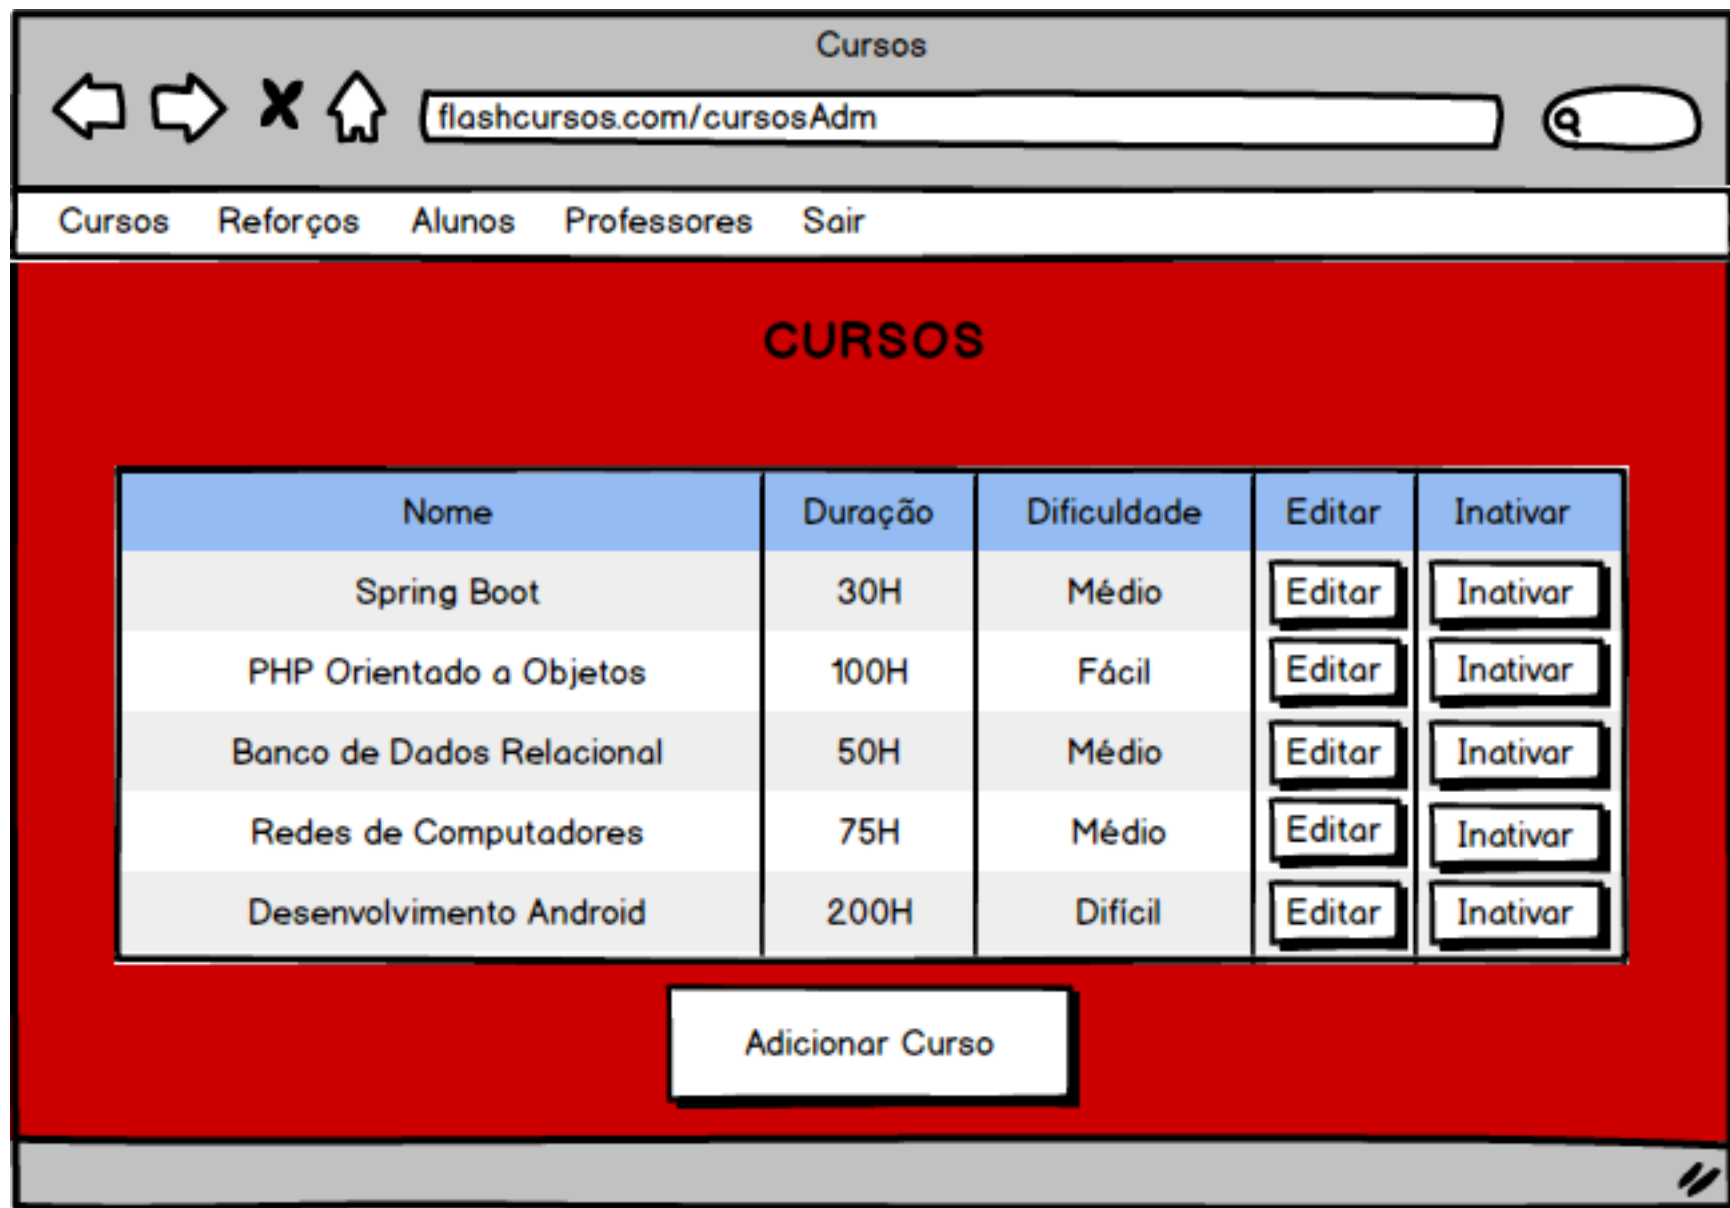 Cursos
flashcursos.com/cursosAdm
Cursos Reforços Alunos Professores Sair
CURSOS
Nome Duração Dificuldade Editar Inativar
Spring Boot 30H Médio Editar Inativar
PHP Orientado a Objetos 100H Fácil Editar Inativar
Banco de Dados Relacional 50H Médio Editar Inativar
Redes de Computadores 75H Médio Editar Inativar
Desenvolvimento Android 200H Difícil Editar Inativar
Adicionar Curso